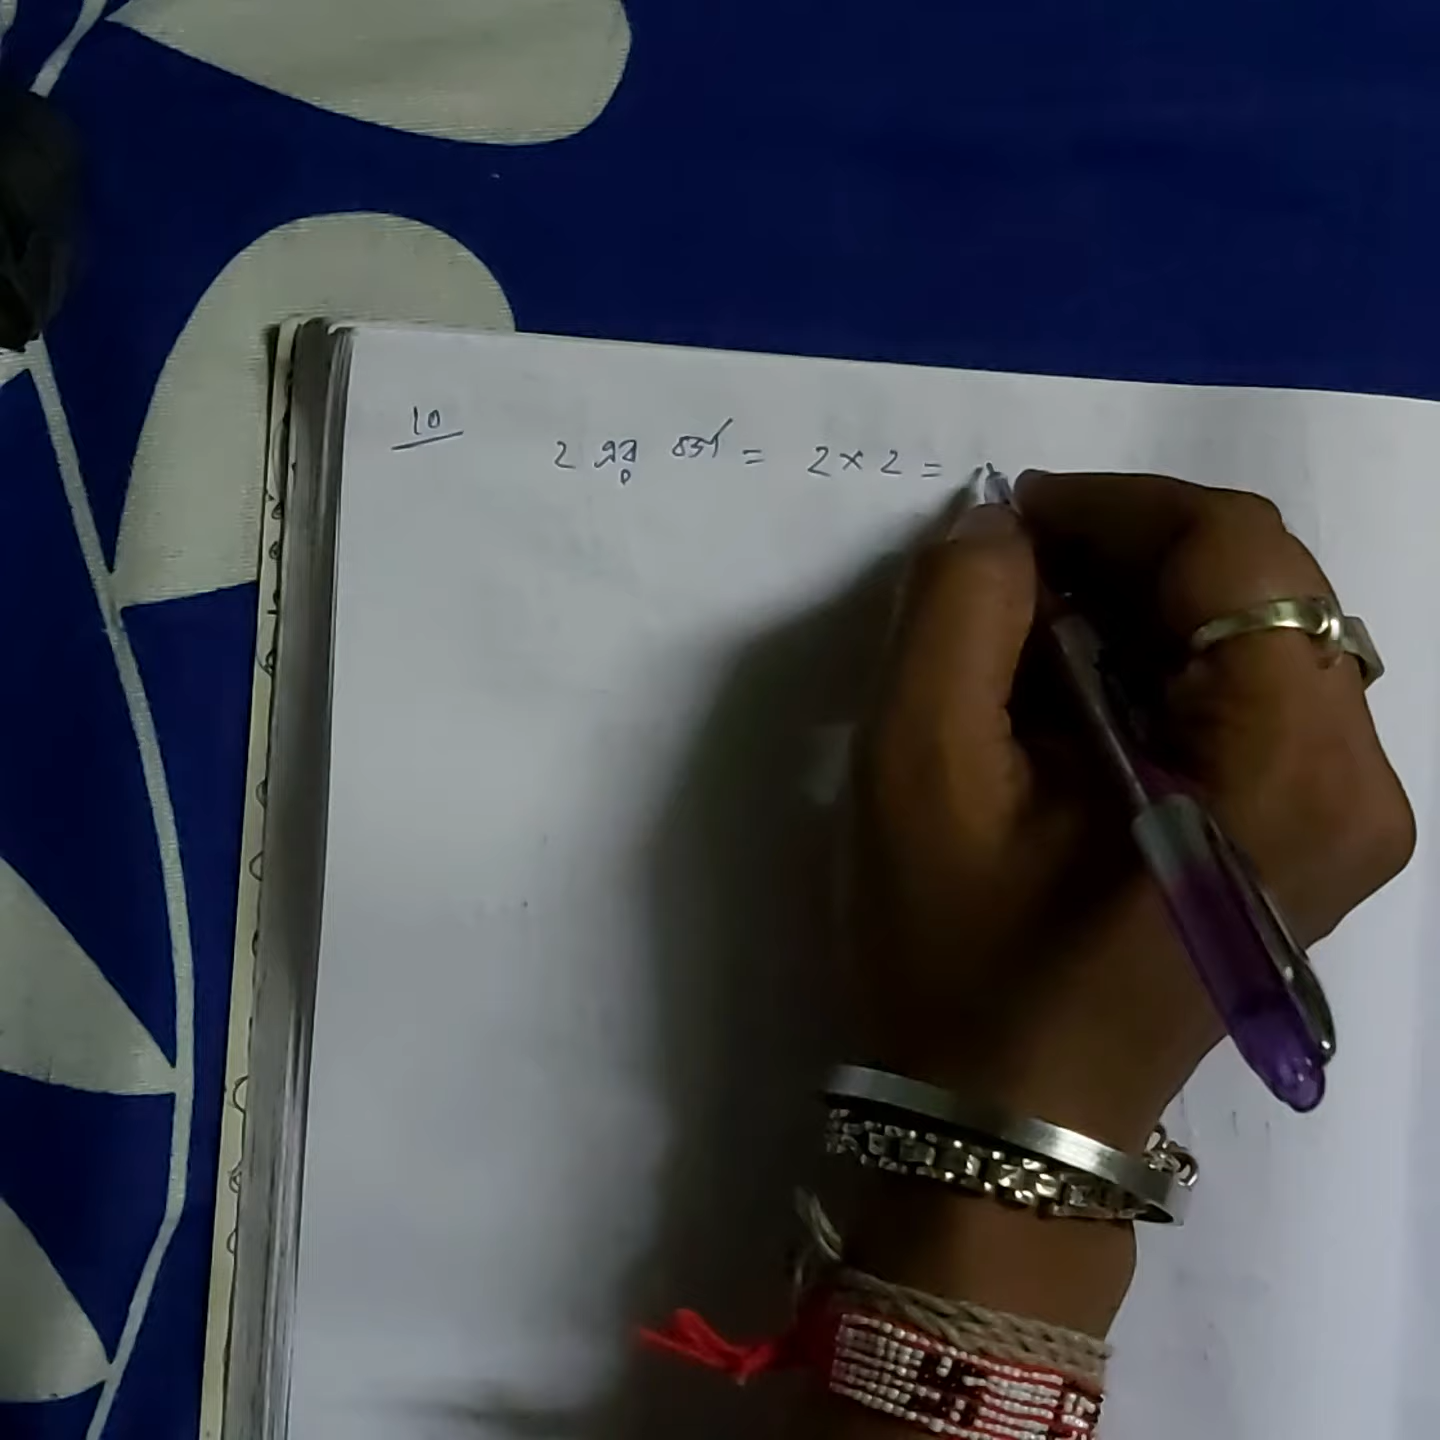 10
2 এর বর্গ = 2 × 2 =